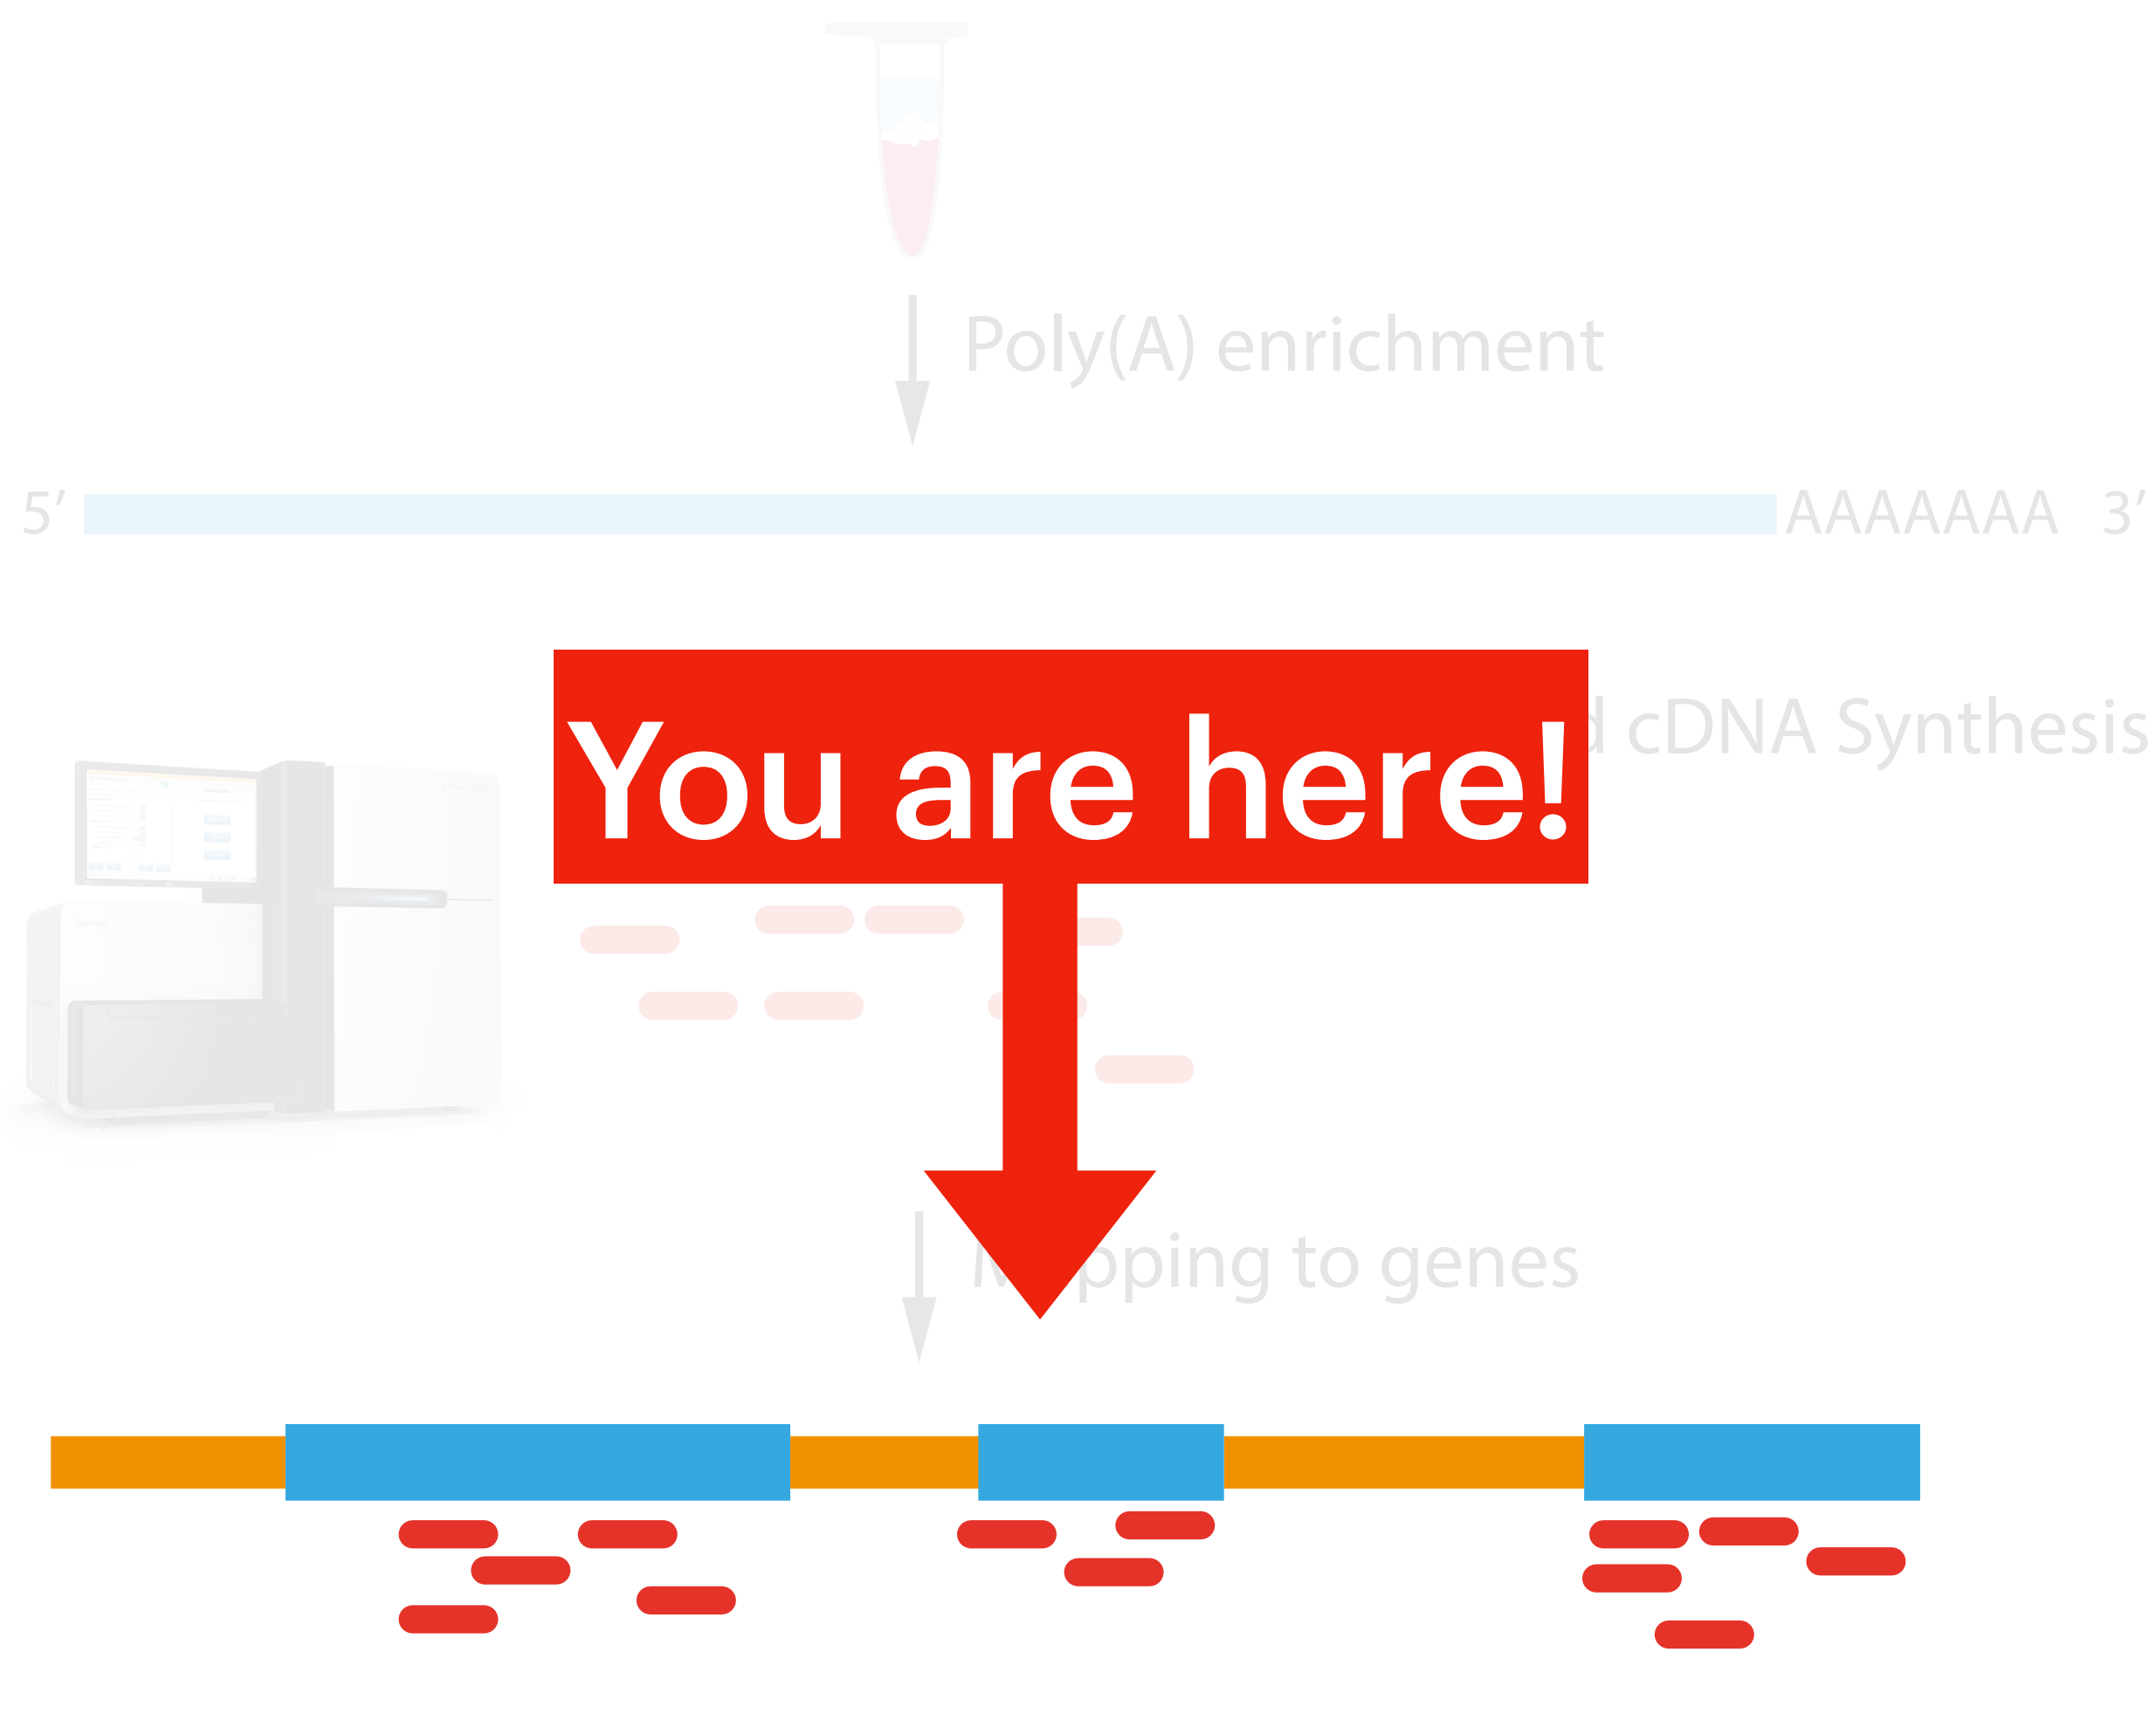 Poly(A) enrichment
5’ AAAAAAA 3’
d cDNA Synthesis
You are here!
pping to genes